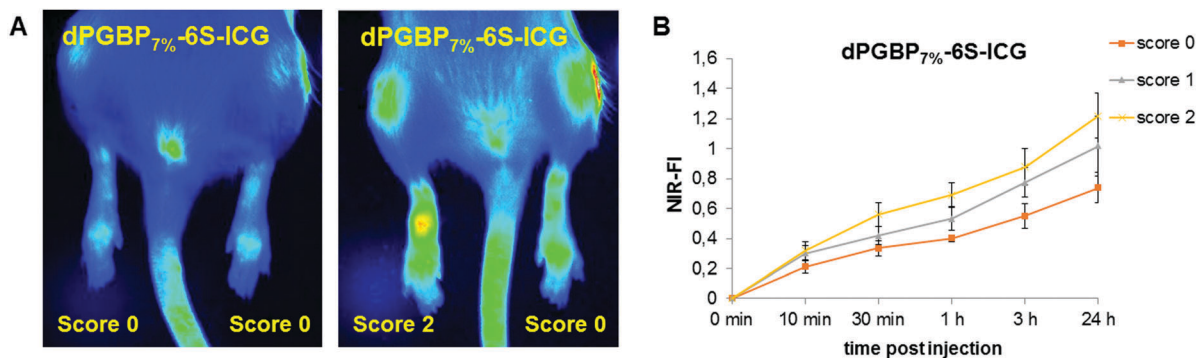 A
dPGBP7%-6S-ICG
Score 0
Score 0
dPGBP7%-6S-ICG
Score 2
Score 0
B
dPGBP7%-6S-ICG
score 0
score 1
score 2
NIR-FI
1,6
1,4
1,2
1
0,8
0,6
0,4
0,2
0
0 min
10 min
30 min
1 h
3 h
24 h
time post injection